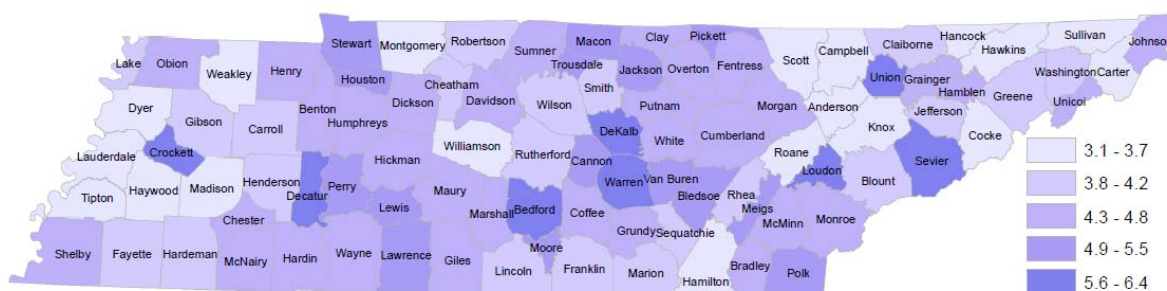 Stewart
Montgomery
Robertson
Sumner
Macon
Clay
Pickett
Scott
Campbell
Claiborne
Hancock
Hawkins
Sullivan
Johnson
Lake
Obion
Weakley
Henry
Houston
Cheatham
Trousdale
Jackson
Overton
Fentress
Union
Grainger
Hamblen
Washington
Carter
Dyer
Gibson
Carroll
Benton
Humphreys
Dickson
Davidson
Wilson
Smith
Putnam
Morgan
Anderson
Knox
Jefferson
Greene
Unicoi
Lauderdale
Crockett
Hickman
Williamson
Rutherford
DeKalb
White
Cumberland
Roane
Loudon
Sevier
Cocke
3.1 - 3.7
Tipton
Haywood
Madison
Henderson
Decatur
Perry
Lewis
Maury
Bedford
Cannon
Warren
Van Buren
Bledsoe
Rhea
Meigs
Blount
3.8 - 4.2
Chester
Marshall
Coffee
Grundy
Sequatchie
McMinn
Monroe
4.3 - 4.8
Shelby
Fayette
Hardeman
McNairy
Hardin
Wayne
Lawrence
Giles
Moore
Lincoln
Franklin
Marion
Hamilton
Bradley
Polk
4.9 - 5.5
5.6 - 6.4